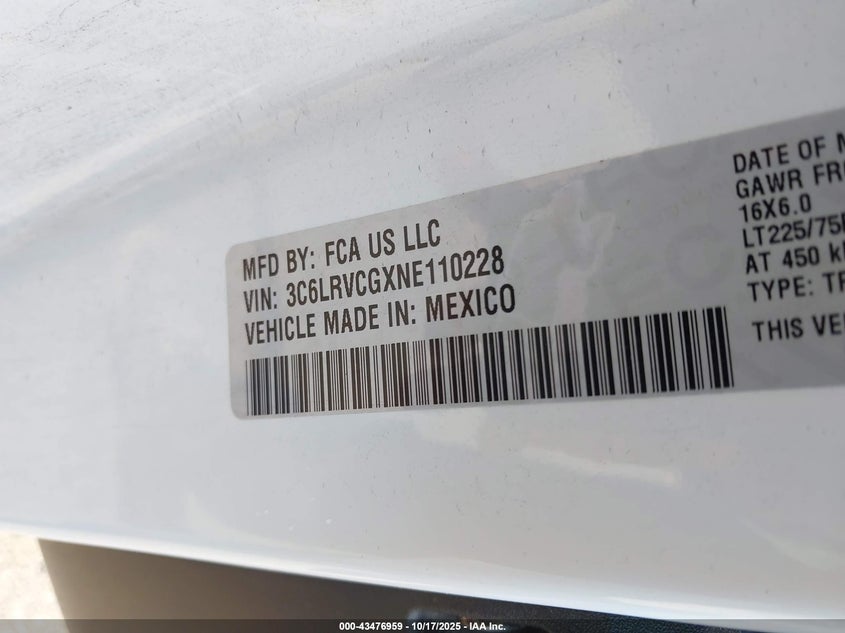 MFD BY: FCA US LLC
VIN: 3C6LRVCGXNE110228
VEHICLE MADE IN: MEXICO
DATE OF
GAWR
16X6.0
AT 450
TYPE:
THIS
000-43476959 - 10/17/2025 - IAA Inc.